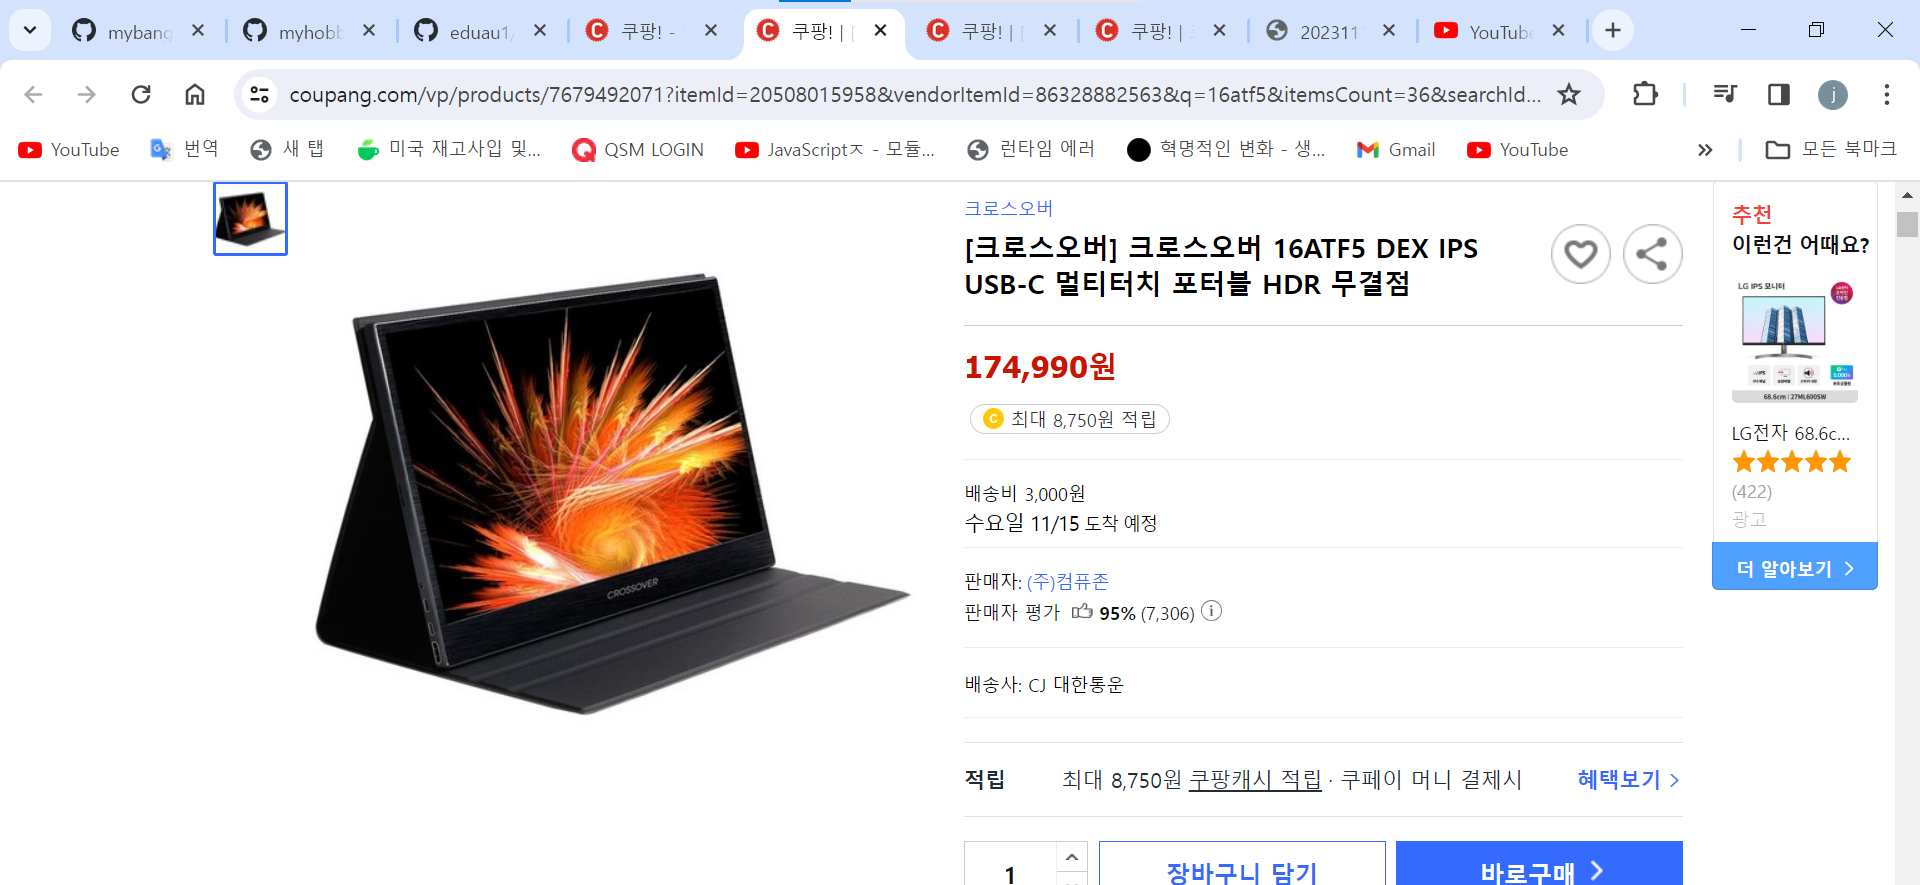 mybang
myhobb
eduau1/
쿠팡! -
쿠팡! | [
쿠팡! | [
쿠팡! |
202311
YouTube
coupang.com/vp/products/7679492071?itemId=20508015958&vendorItemId=86328882563&q=16atf5&itemsCount=36&searchId...
j
YouTube
번역
새 탭
미국 재고사입 및...
QSM LOGIN
JavaScriptㅈ - 모듈...
런타임 에러
혁명적인 변화 - 생...
Gmail
YouTube
모든 북마크
크로스오버
[크로스오버] 크로스오버 16ATF5 DEX IPS
USB-C 멀티터치 포터블 HDR 무결점
174,990원
최대 8,750원 적립
배송비 3,000원
수요일 11/15 도착 예정
판매자: (주)컴퓨존
판매자 평가 95% (7,306)
배송사: CJ 대한통운
적립
최대 8,750원 쿠팡캐시 적립 · 쿠페이 머니 결제시
혜택보기
1
장바구니 담기
바로구매
CROSSOVER
추천
이런건 어때요?
LG IPS 모니터
68.6cm | 27ML600SW
LG전자 68.6c...
(422)
광고
더 알아보기